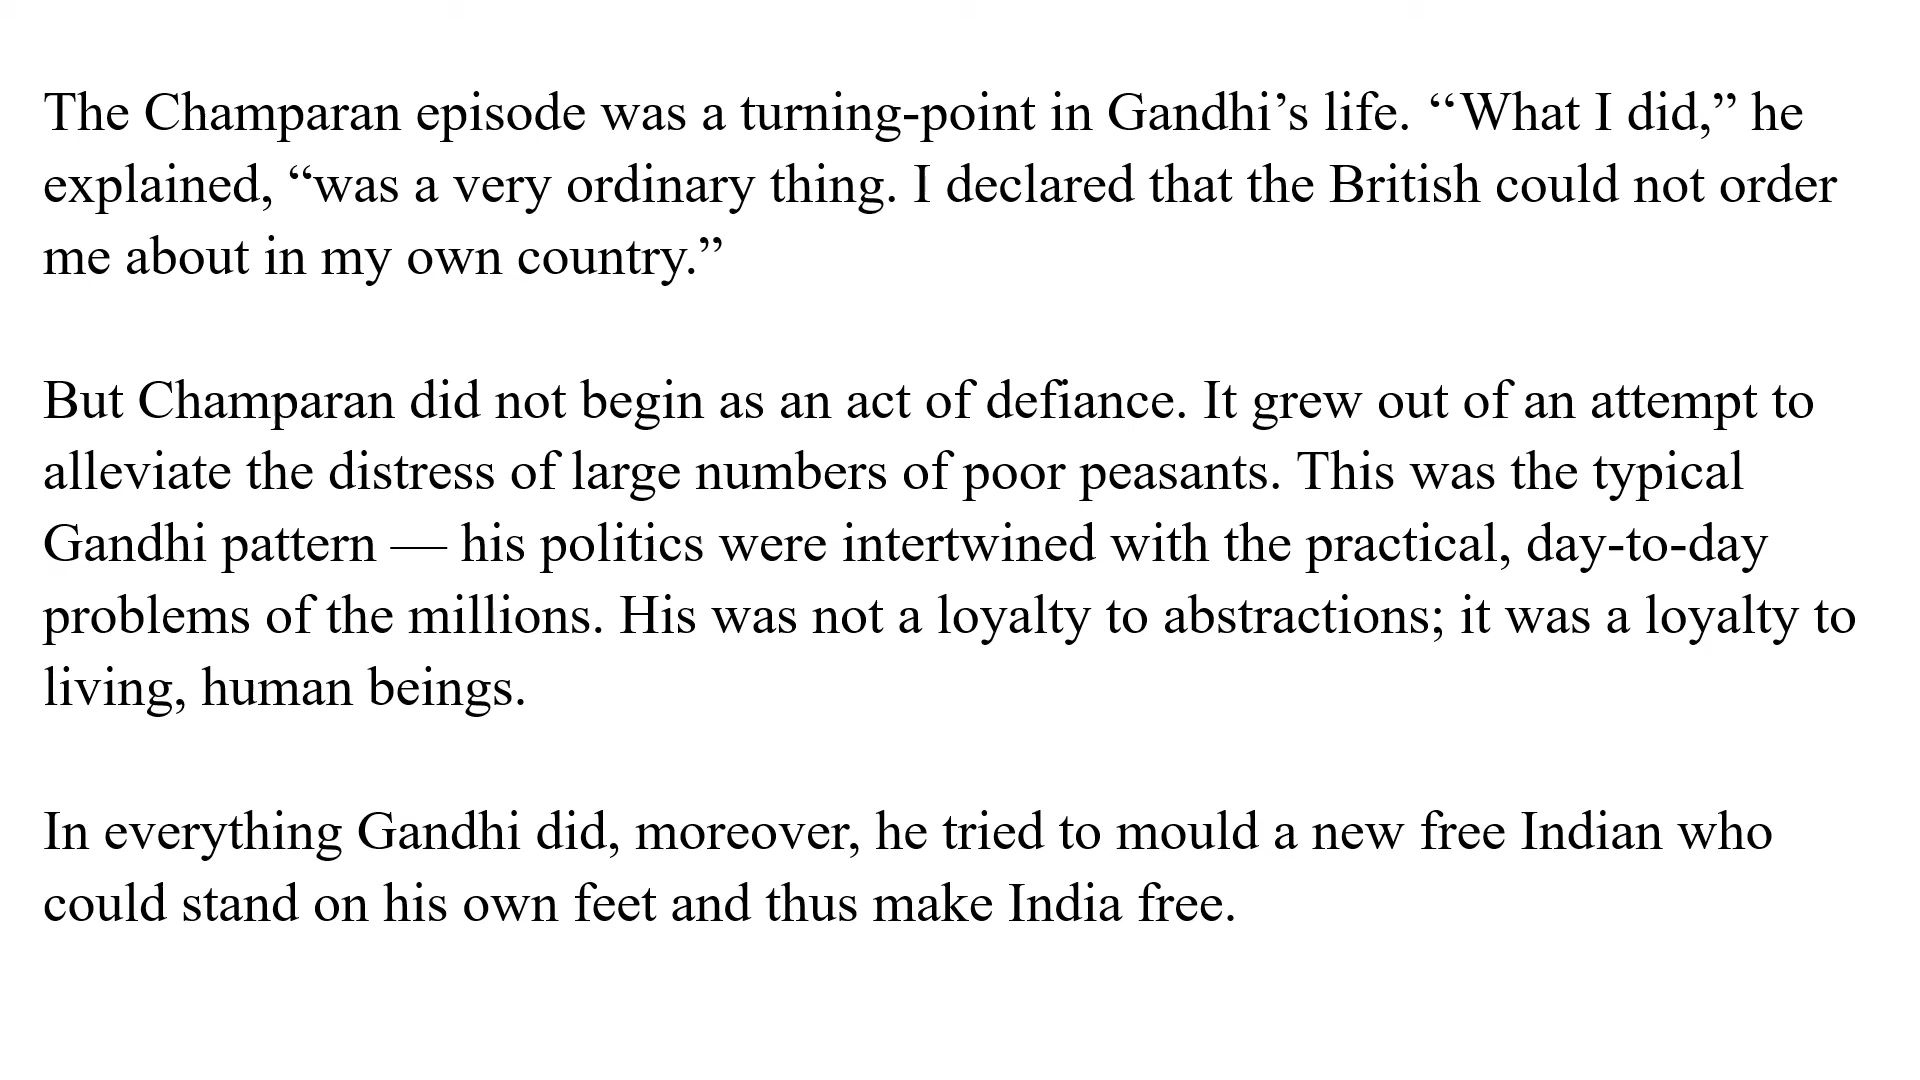 The Champaran episode was a turning-point in Gandhi’s life. ‘‘What I did,” he
explained, “was a very ordinary thing. I declared that the British could not order
me about in my own country.”
But Champaran did not begin as an act of defiance. It grew out of an attempt to
alleviate the distress of large numbers of poor peasants. This was the typical
Gandhi pattern — his politics were intertwined with the practical, day-to-day
problems of the millions. His was not a loyalty to abstractions; it was a loyalty to
living, human beings.
In everything Gandhi did, moreover, he tried to mould a new free Indian who
could stand on his own feet and thus make India free.